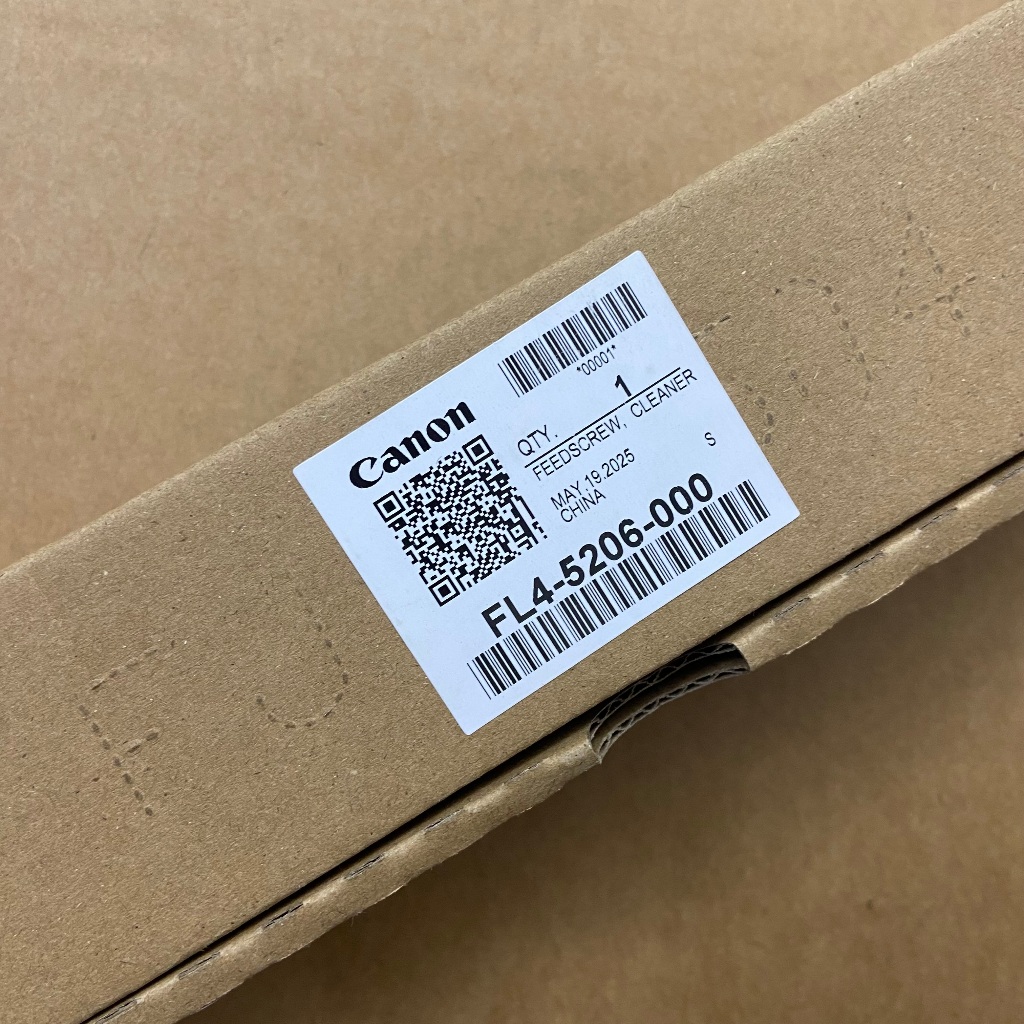 Canon
*00001*
QTY. 1
FEEDSCREW, CLEANER
MAY.19.2025 S
CHINA
FL4-5206-000